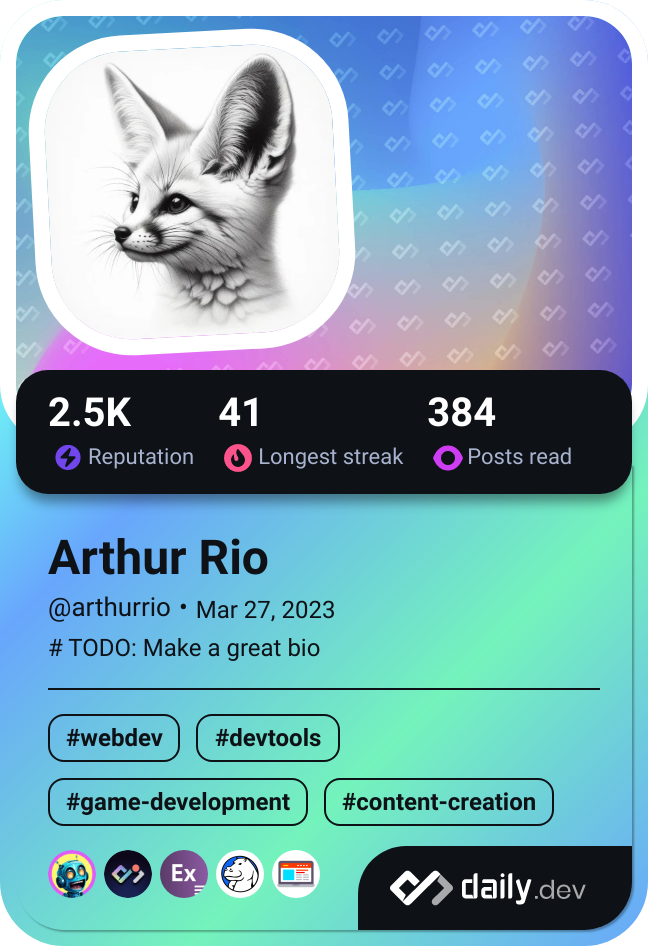 2.5K 41 384
Reputation Longest streak Posts read
Arthur Rio
@arthurrio • Mar 27, 2023
# TODO: Make a great bio
#webdev #devtools
#game-development #content-creation
Ex
daily.dev